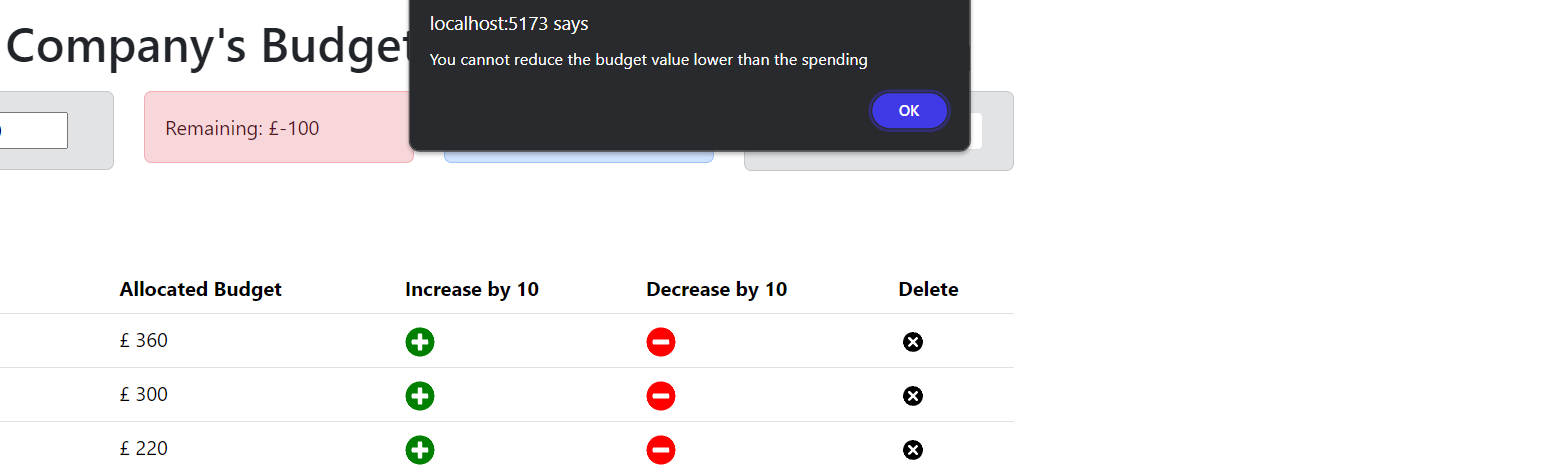 localhost:5173 says
You cannot reduce the budget value lower than the spending
OK
Company's Budget
Remaining: £-100
Allocated Budget Increase by 10 Decrease by 10 Delete
£ 360
£ 300
£ 220